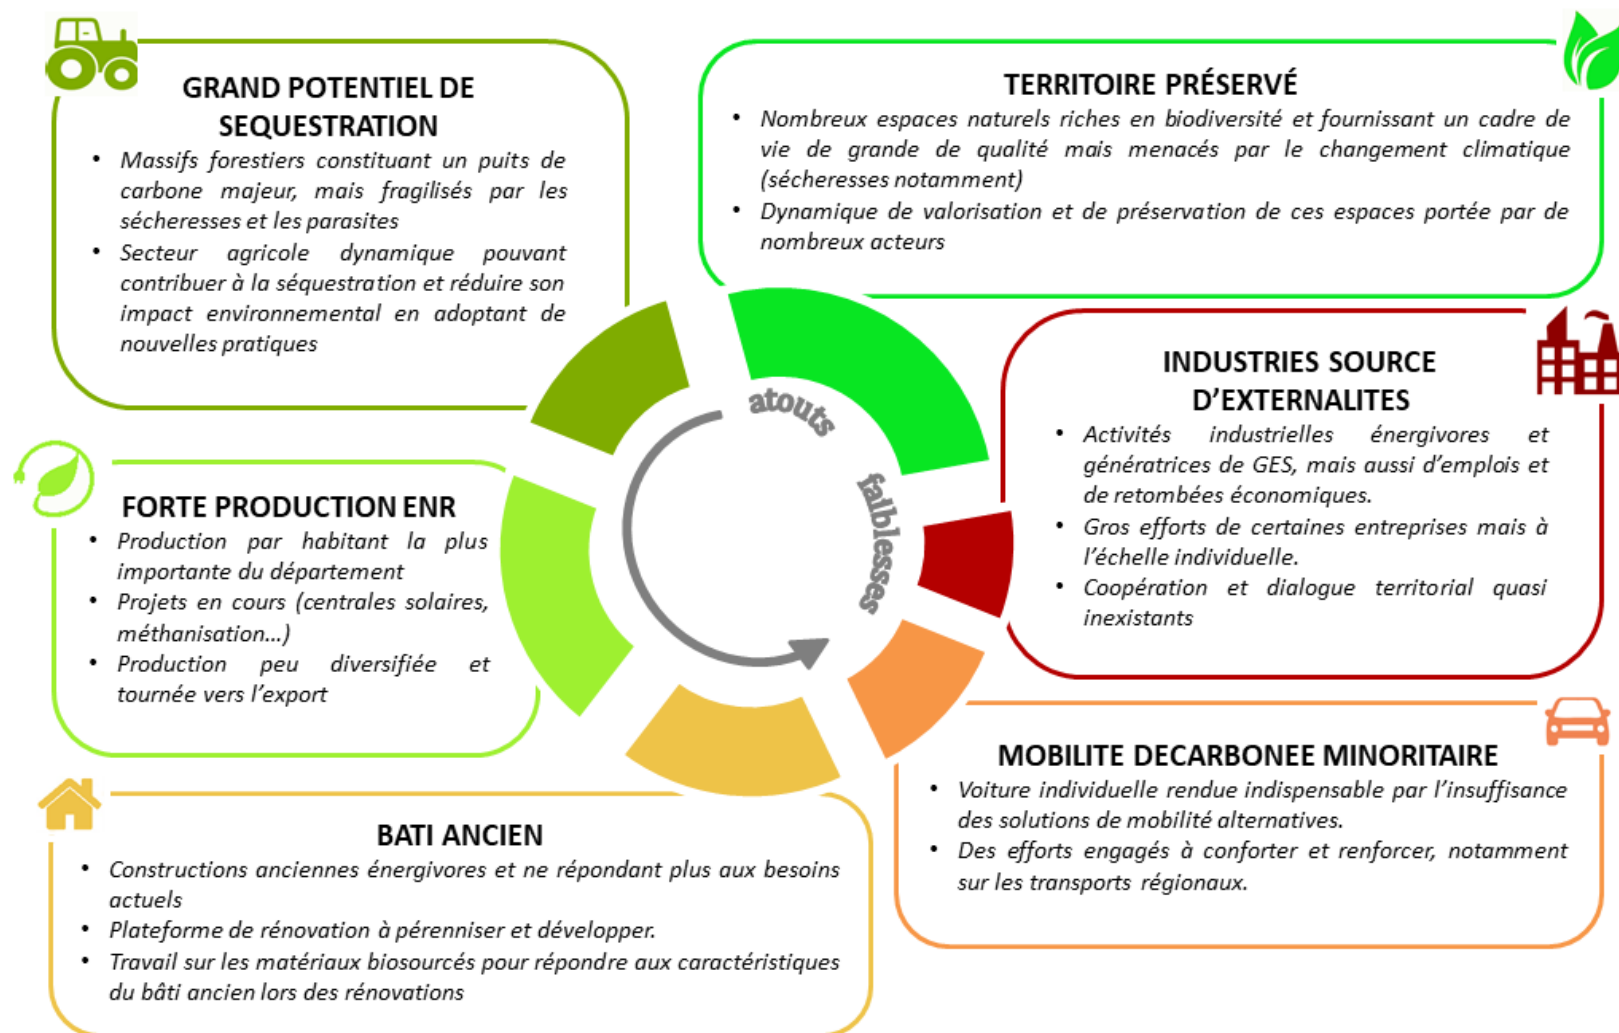 GRAND POTENTIEL DE
SEQUESTRATION
• Massifs forestiers constituant un puits de
carbone majeur, mais fragilisés par les
sécheresses et les parasites
• Secteur agricole dynamique pouvant
contribuer à la séquestration et réduire son
impact environnemental en adoptant de
nouvelles pratiques
TERRITOIRE PRÉSERVÉ
• Nombreux espaces naturels riches en biodiversité et fournissant un cadre de
vie de grande de qualité mais menacés par le changement climatique
(sécheresses notamment)
• Dynamique de valorisation et de préservation de ces espaces portée par de
nombreux acteurs
INDUSTRIES SOURCE
D’EXTERNALITES
• Activités industrielles énergivores et
génératrices de GES, mais aussi d’emplois et
de retombées économiques.
• Gros efforts de certaines entreprises mais à
l’échelle individuelle.
• Coopération et dialogue territorial quasi
inexistants
atouts
faiblesses
FORTE PRODUCTION ENR
• Production par habitant la plus
importante du département
• Projets en cours (centrales solaires,
méthanisation…)
• Production peu diversifiée et
tournée vers l’export
MOBILITE DECARBONEE MINORITAIRE
• Voiture individuelle rendue indispensable par l’insuffisance
des solutions de mobilité alternatives.
• Des efforts engagés à conforter et renforcer, notamment
sur les transports régionaux.
BATI ANCIEN
• Constructions anciennes énergivores et ne répondant plus aux besoins
actuels
• Plateforme de rénovation à pérenniser et développer.
• Travail sur les matériaux biosourcés pour répondre aux caractéristiques
du bâti ancien lors des rénovations